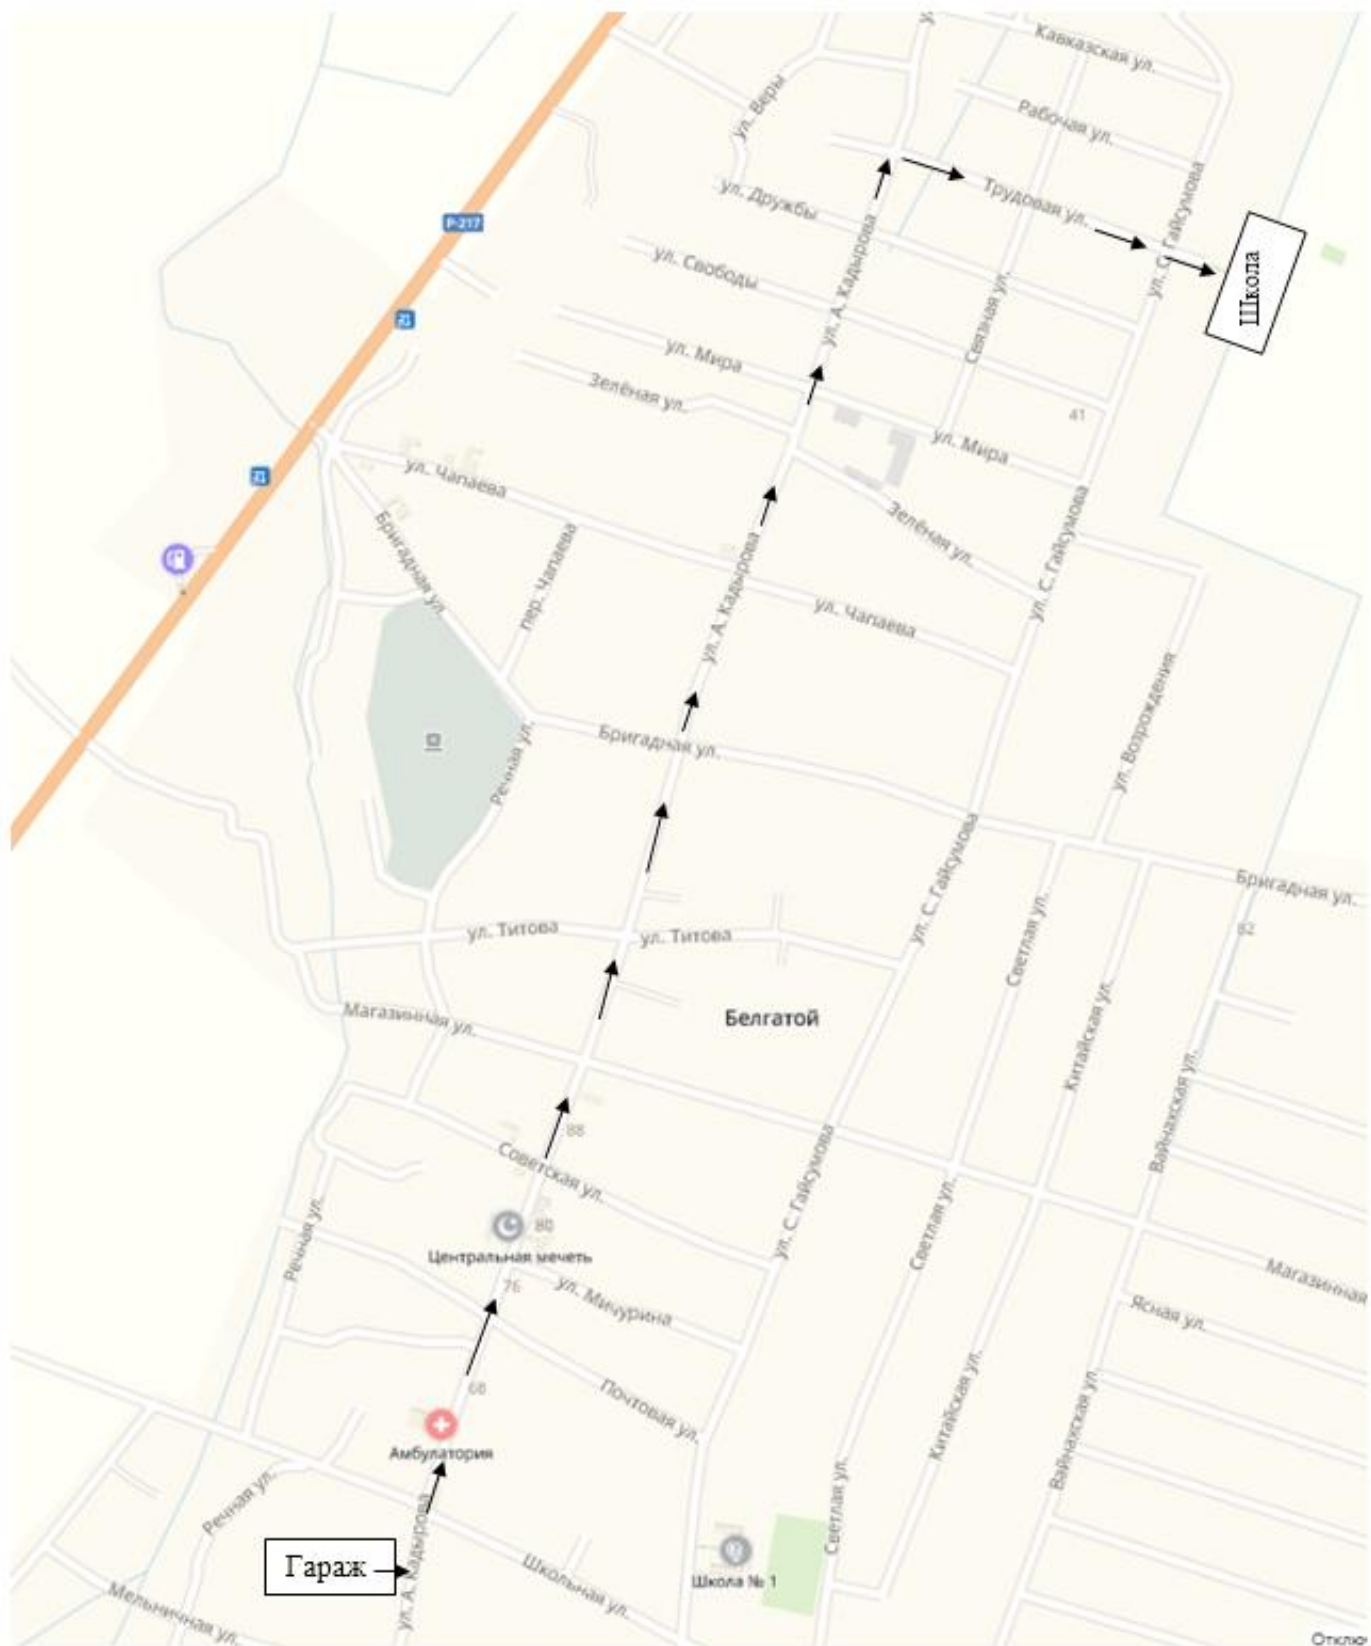 Кавказская ул.
ул. Веры
Рабочая ул.
ул. Дружбы
Трудовая ул.
ул. С. Гайсумова
Р-217
ул. А. Кадырова
ул. Свободы
Школа
Связная ул.
ул. Мира
Зелёная ул.
41
ул. Мира
ул. Чапаева
Бригадная ул.
пер. Чапаева
Зелёная ул.
ул. С. Гайсумова
ул. А. Кадырова
ул. Чапаева
ул. Возрождения
Бригадная ул.
Речная ул.
ул. С. Гайсумова
Бригадная ул.
ул. Титова
ул. Титова
Светлая ул.
Китайская ул.
Магазинная ул.
Белгатой
Вайнахская ул.
88
Советская ул.
ул. С. Гайсумова
Светлая ул.
Речная ул.
80
Центральная мечеть
76
ул. Мичурина
Магазинная
Ясная ул.
68
Почтовая ул.
Китайская ул.
Вайнахская ул.
Амбулатория
Речная ул.
ул. А. Кадырова
Светлая ул.
Гараж
Школьная ул.
Школа № 1
Мельничная ул.